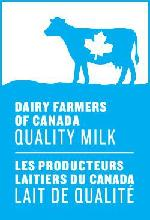 DAIRY FARMERS
OF CANADA
QUALITY MILK
LES PRODUCTEURS
LAITIERS DU CANADA
LAIT DE QUALITÉ